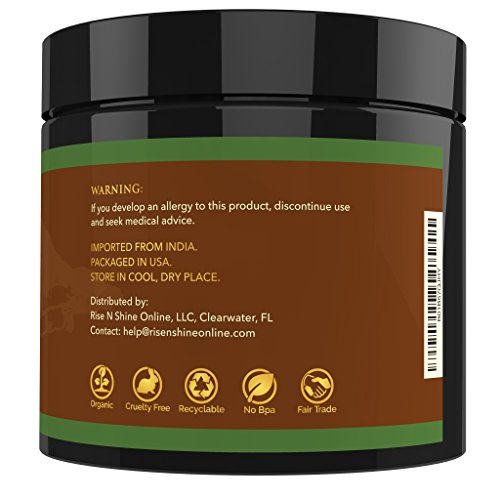 WARNING:
If you develop an allergy to this product, discontinue use
and seek medical advice.
IMPORTED FROM INDIA.
PACKAGED IN USA.
STORE IN COOL, DRY PLACE.
Distributed by:
Rise N Shine Online, LLC, Clearwater, FL
Contact: help@risenshineonline.com
Organic
Cruelty Free
Recyclable
No Bpa
Fair Trade